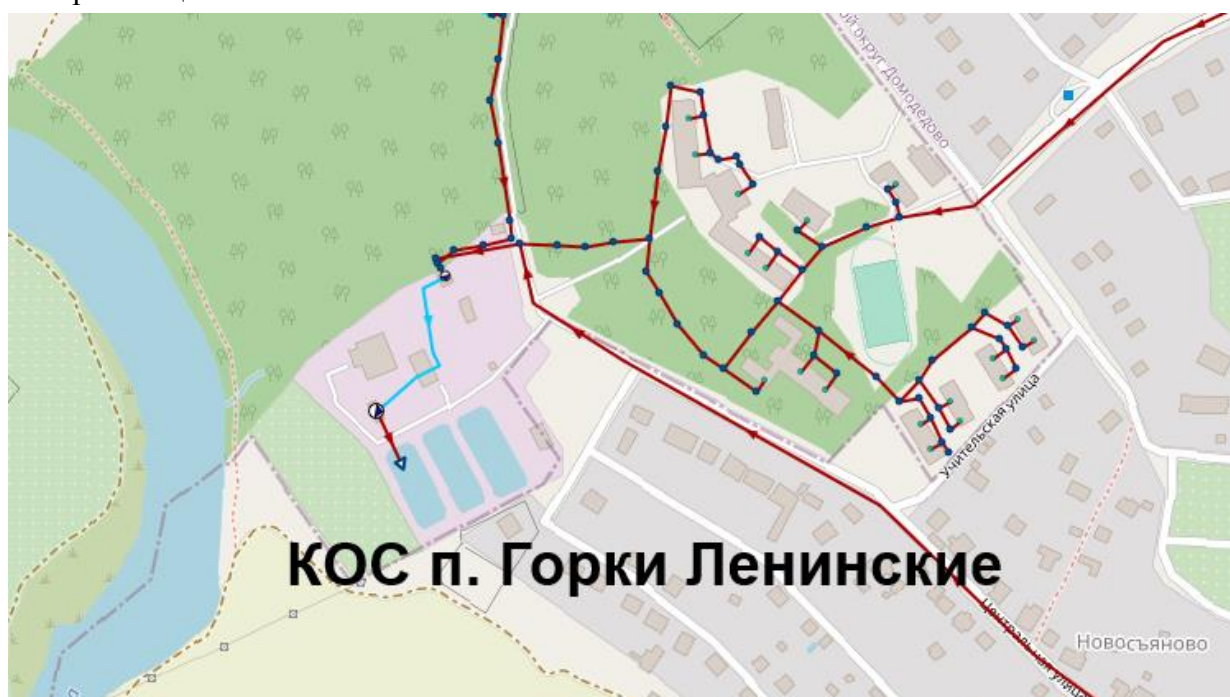 ой округ Домодедово
Учительская улица
КОС п. Горки Ленинские
Центральная улица
Новосъяново